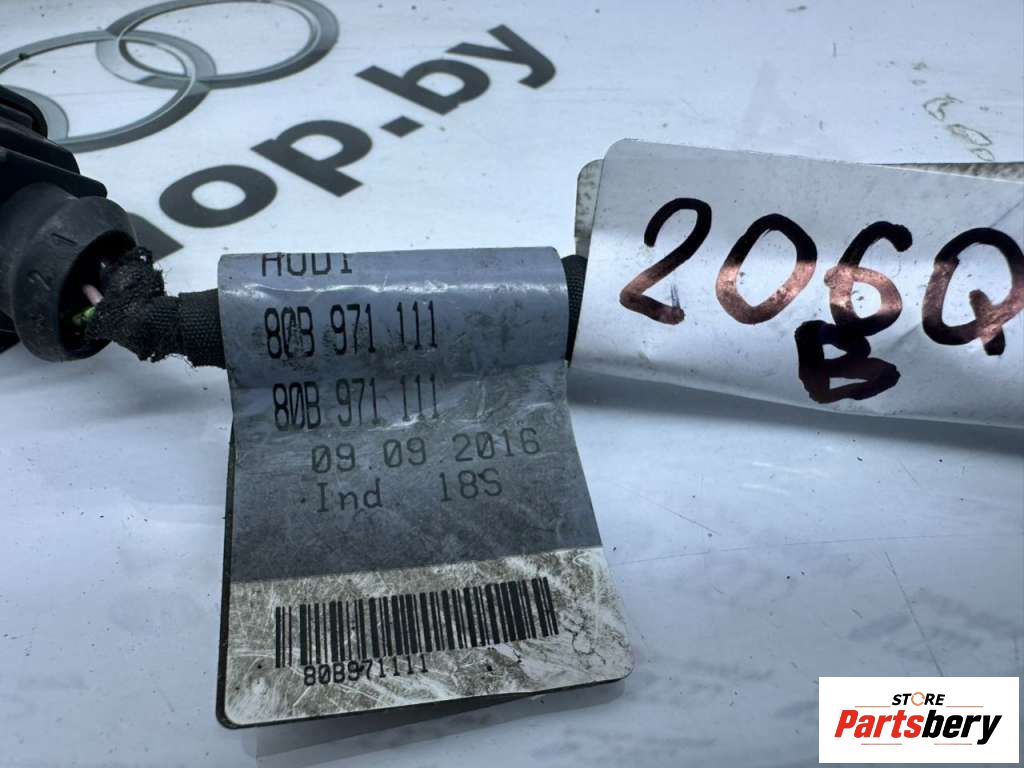 op.by
206Q
B
AUDI
80B 971 111
80B 971 111
09 09 2016
Ind 18S
80B971111
STORE
Partsbery